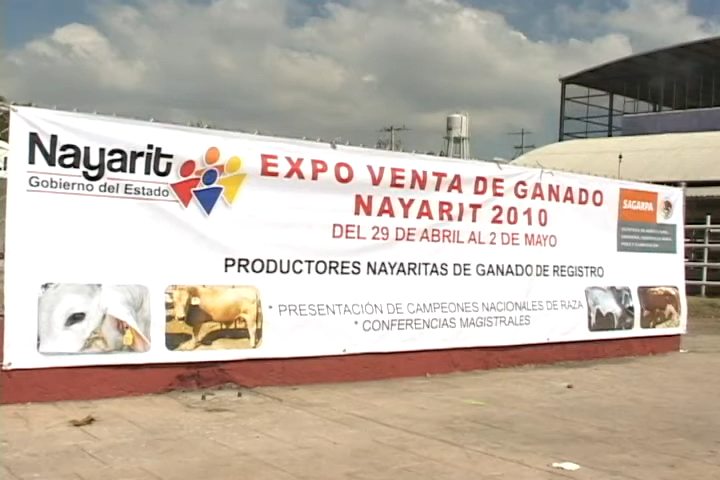 Nayarit
Gobierno del Estado
EXPO VENTA DE GANADO
NAYARIT 2010
DEL 29 DE ABRIL AL 2 DE MAYO
SAGARPA
PRODUCTORES NAYARITAS DE GANADO DE REGISTRO
* PRESENTACIÓN DE CAMPEONES NACIONALES DE RAZA
* CONFERENCIAS MAGISTRALES